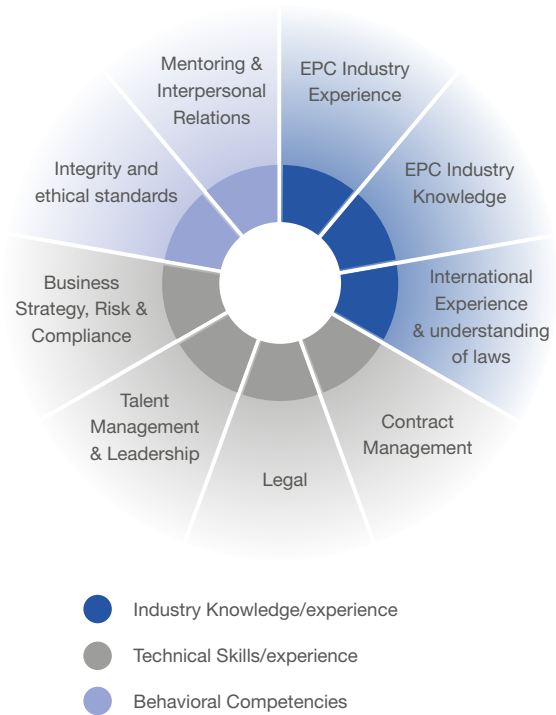 Mentoring &
Interpersonal
Relations
EPC Industry
Experience
EPC Industry
Knowledge
International
Experience
& understanding
of laws
Contract
Management
Legal
Talent
Management
& Leadership
Business
Strategy, Risk &
Compliance
Integrity and
ethical standards
Industry Knowledge/experience
Technical Skills/experience
Behavioral Competencies